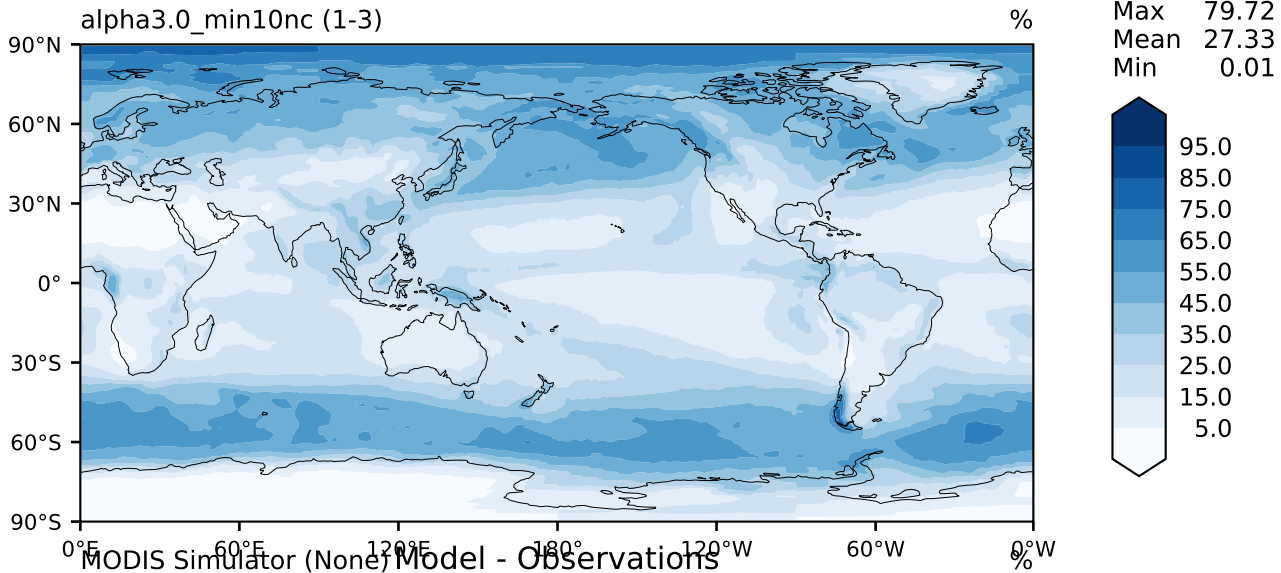 alpha3.0_min10nc (1-3) %
Max 79.72
Mean 27.33
Min 0.01
90°N
60°N
30°N
0°
30°S
60°S
90°S
0°E 60°E 120°E 180° 120°W 60°W 0°W
95.0
85.0
75.0
65.0
55.0
45.0
35.0
25.0
15.0
5.0
MODIS Simulator (None) Model - Observations %